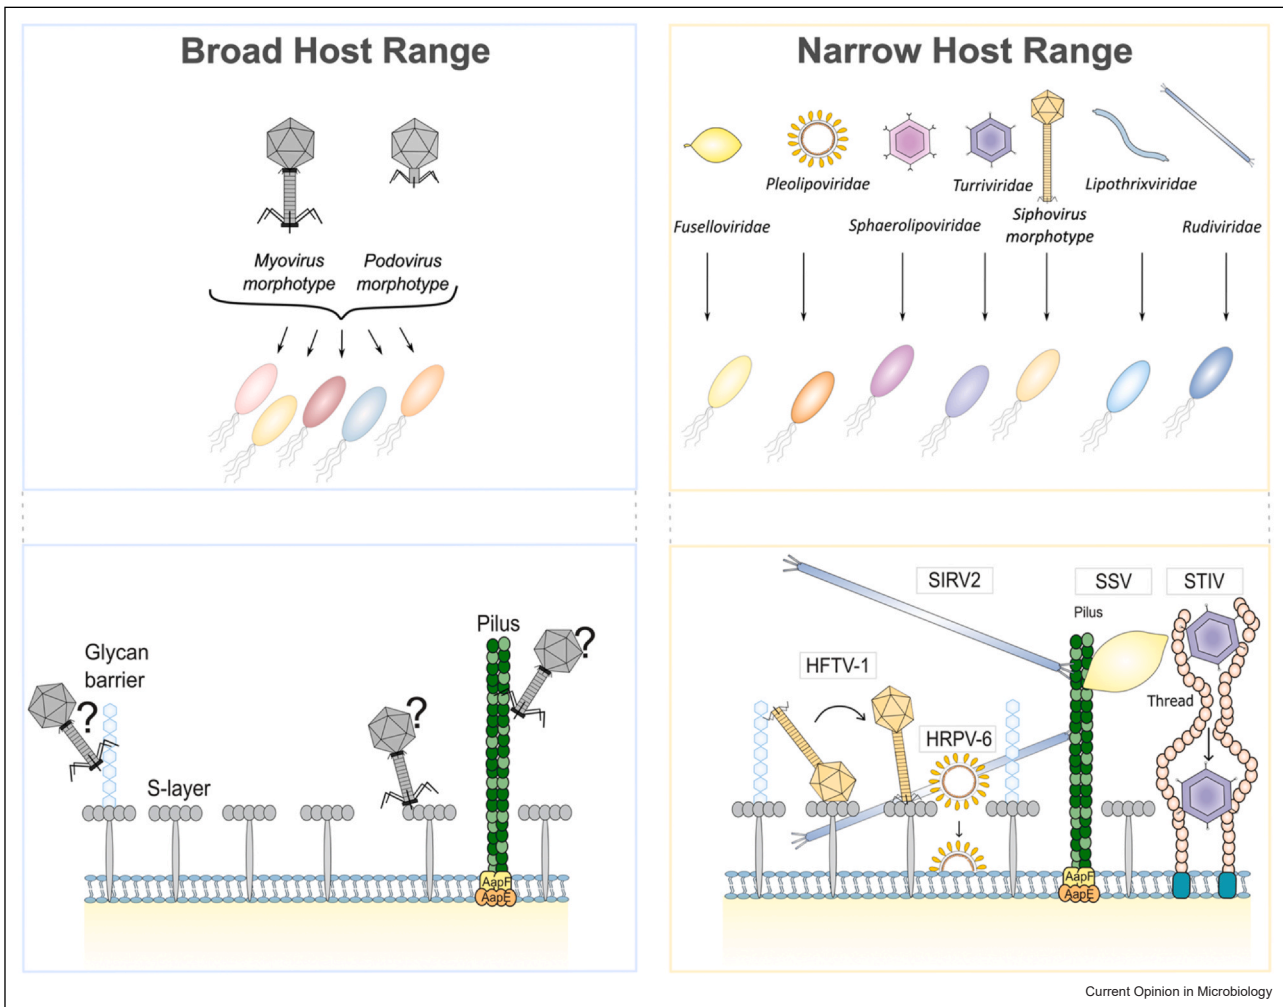 Broad Host Range
Myovirus
morphotype
Podovirus
morphotype
Narrow Host Range
Pleolipoviridae
Turriviridae
Lipothrixviridae
Fuselloviridae
Sphaerolipoviridae
Siphovirus
morphotype
Rudiviridae
Glycan
barrier
?
S-layer
?
Pilus
?
AapF
AapE
SIRV2
SSV
STIV
Pilus
HFTV-1
Thread
HRPV-6
AapF
AapE
Current Opinion in Microbiology